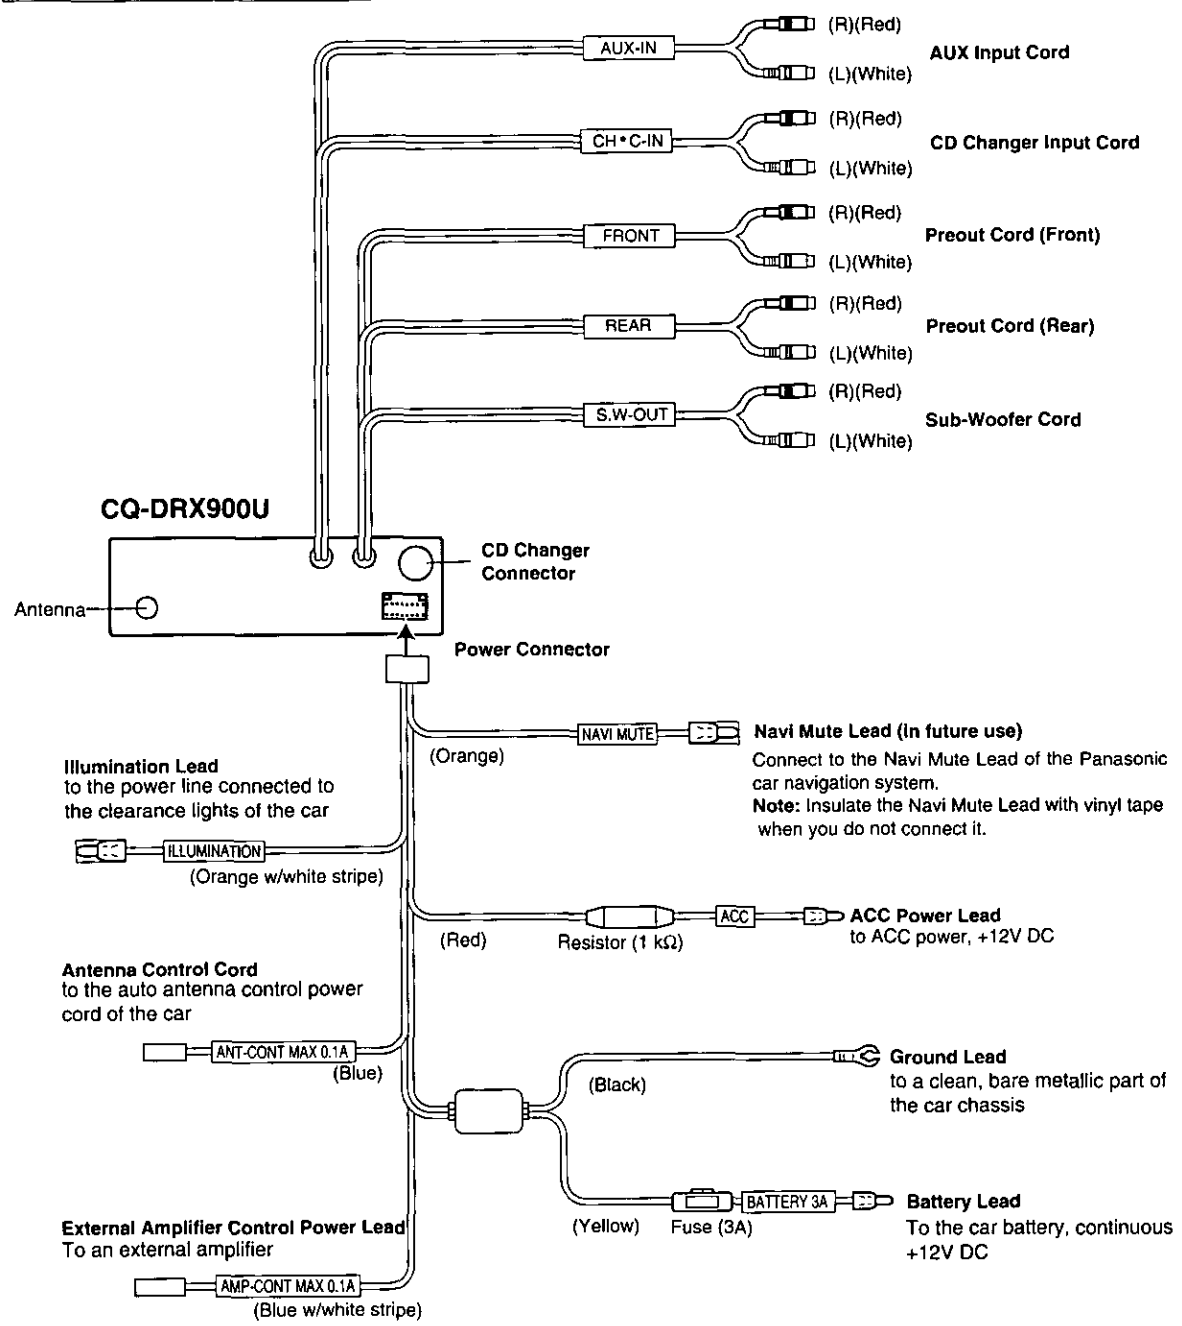 AUX-IN
(R)(Red)
(L)(White)
AUX Input Cord
CH•C-IN
(R)(Red)
(L)(White)
CD Changer Input Cord
FRONT
(R)(Red)
(L)(White)
Preout Cord (Front)
REAR
(R)(Red)
(L)(White)
Preout Cord (Rear)
S.W-OUT
(R)(Red)
(L)(White)
Sub-Woofer Cord
CQ-DRX900U
CD Changer
Connector
Antenna
Power Connector
NAVI MUTE
(Orange)
Navi Mute Lead (in future use)
Connect to the Navi Mute Lead of the Panasonic
car navigation system.
Note: Insulate the Navi Mute Lead with vinyl tape
when you do not connect it.
Illumination Lead
to the power line connected to
the clearance lights of the car
ILLUMINATION
(Orange w/white stripe)
(Red)
Resistor (1 kΩ)
ACC
ACC Power Lead
to ACC power, +12V DC
Antenna Control Cord
to the auto antenna control power
cord of the car
ANT-CONT MAX 0.1A
(Blue)
(Black)
Ground Lead
to a clean, bare metallic part of
the car chassis
(Yellow)
Fuse (3A)
BATTERY 3A
Battery Lead
To the car battery, continuous
+12V DC
External Amplifier Control Power Lead
To an external amplifier
AMP-CONT MAX 0.1A
(Blue w/white stripe)